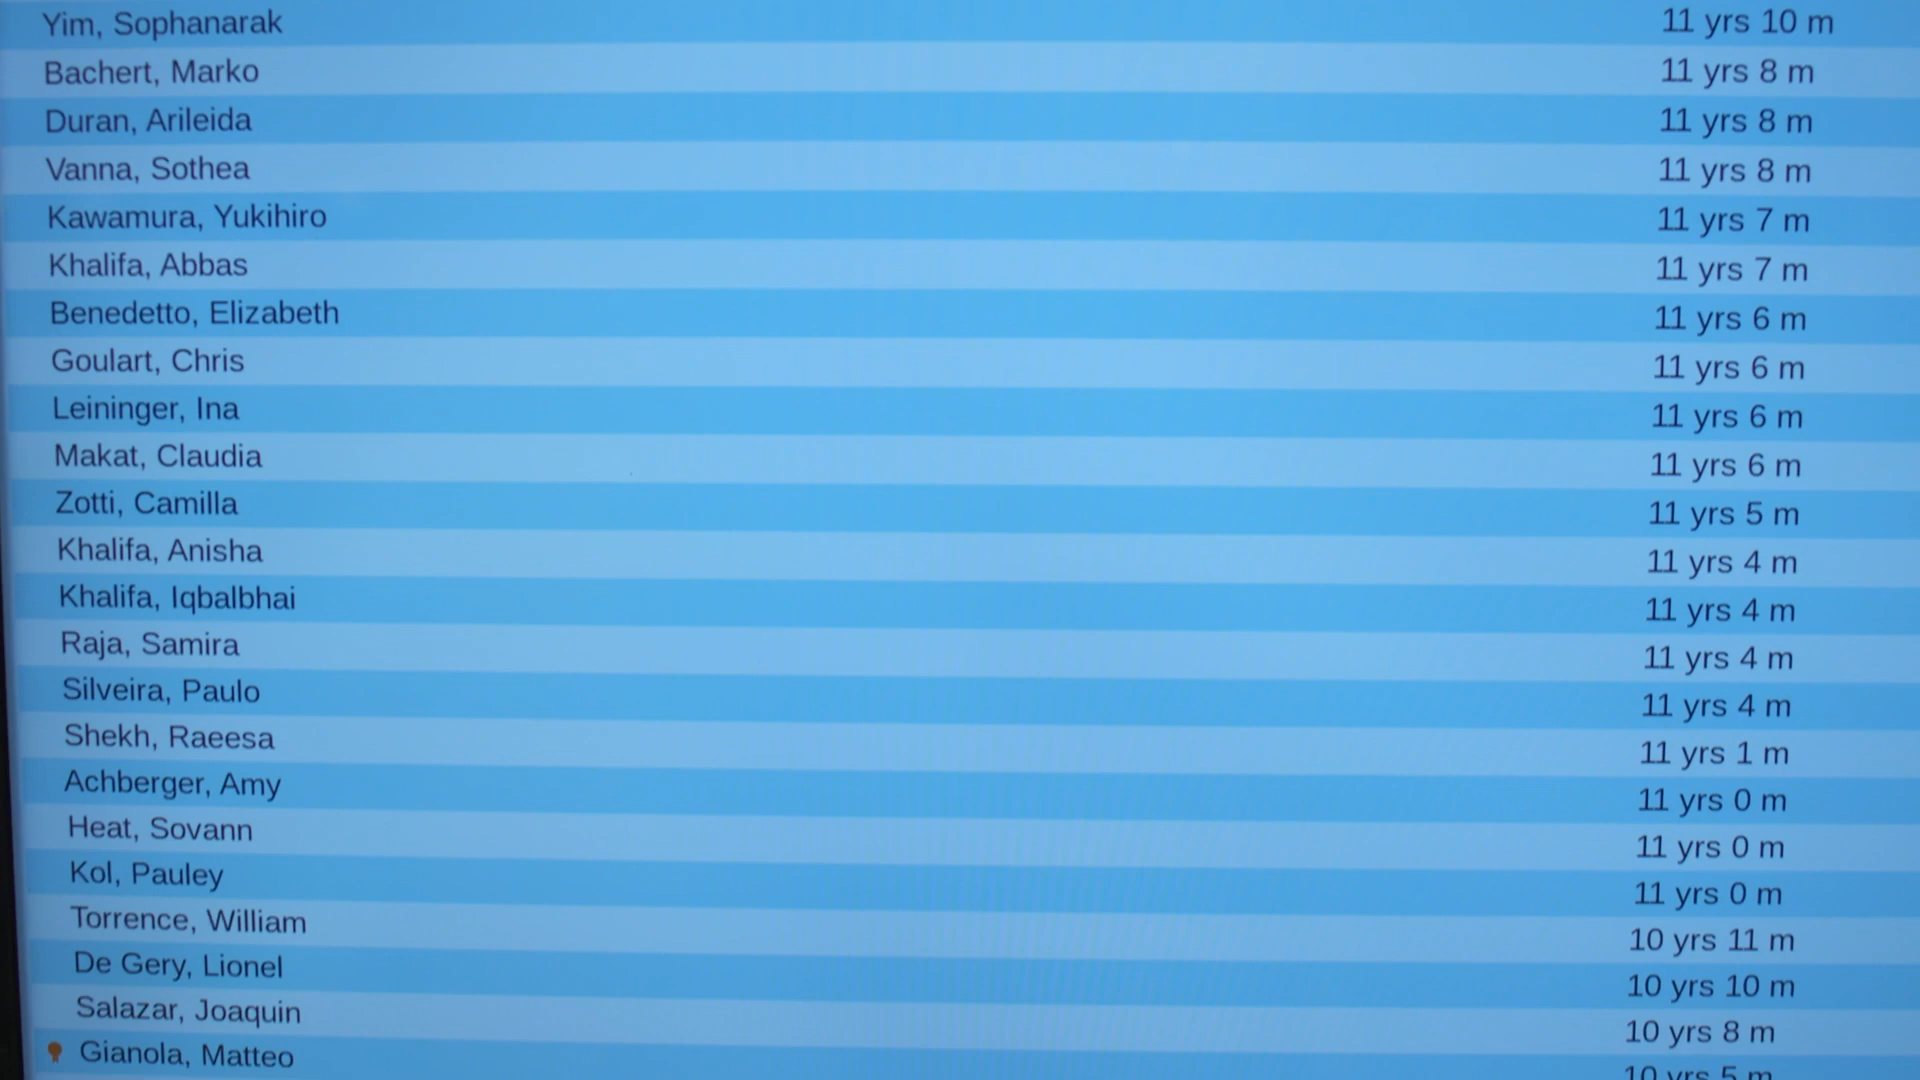 Yim, Sophanarak 11 yrs 10 m
Bachert, Marko 11 yrs 8 m
Duran, Arileida 11 yrs 8 m
Vanna, Sothea 11 yrs 8 m
Kawamura, Yukihiro 11 yrs 7 m
Khalifa, Abbas 11 yrs 7 m
Benedetto, Elizabeth 11 yrs 6 m
Goulart, Chris 11 yrs 6 m
Leininger, Ina 11 yrs 6 m
Makat, Claudia 11 yrs 6 m
Zotti, Camilla 11 yrs 5 m
Khalifa, Anisha 11 yrs 4 m
Khalifa, Iqbalbhai 11 yrs 4 m
Raja, Samira 11 yrs 4 m
Silveira, Paulo 11 yrs 4 m
Shekh, Raeesa 11 yrs 1 m
Achberger, Amy 11 yrs 0 m
Heat, Sovann 11 yrs 0 m
Kol, Pauley 11 yrs 0 m
Torrence, William 10 yrs 11 m
De Gery, Lionel 10 yrs 10 m
Salazar, Joaquin 10 yrs 8 m
Gianola, Matteo 10 yrs 5 m